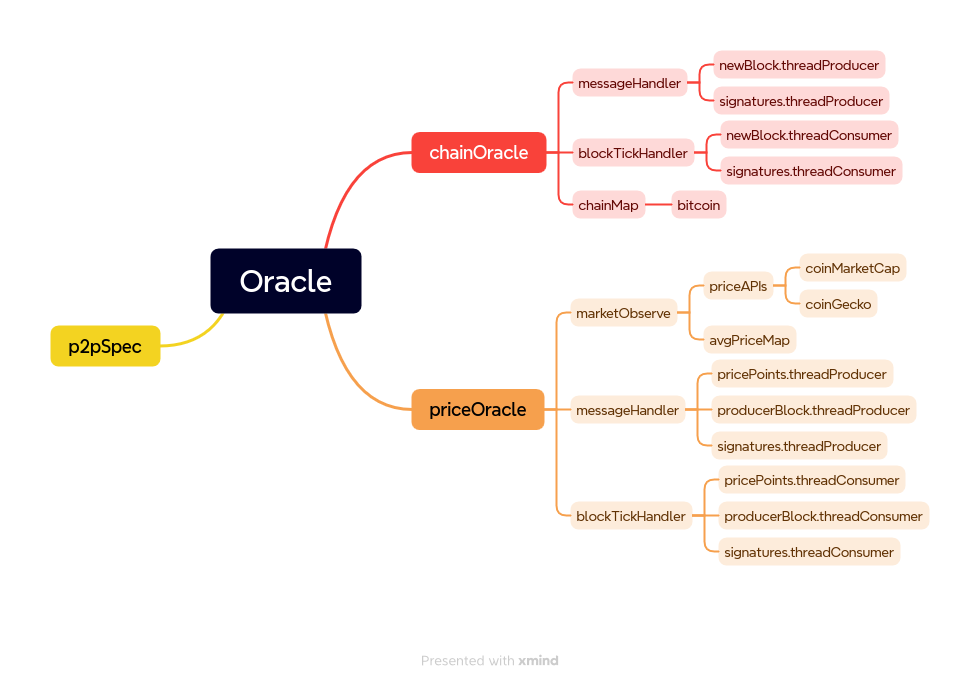 Oracle
chainOracle
messageHandler
newBlock.threadProducer
signatures.threadProducer
blockTickHandler
newBlock.threadConsumer
signatures.threadConsumer
chainMap
bitcoin
priceOracle
marketObserve
priceAPIs
coinMarketCap
coinGecko
avgPriceMap
messageHandler
pricePoints.threadProducer
producerBlock.threadProducer
signatures.threadProducer
blockTickHandler
pricePoints.threadConsumer
producerBlock.threadConsumer
signatures.threadConsumer
p2pSpec
Presented with xmind